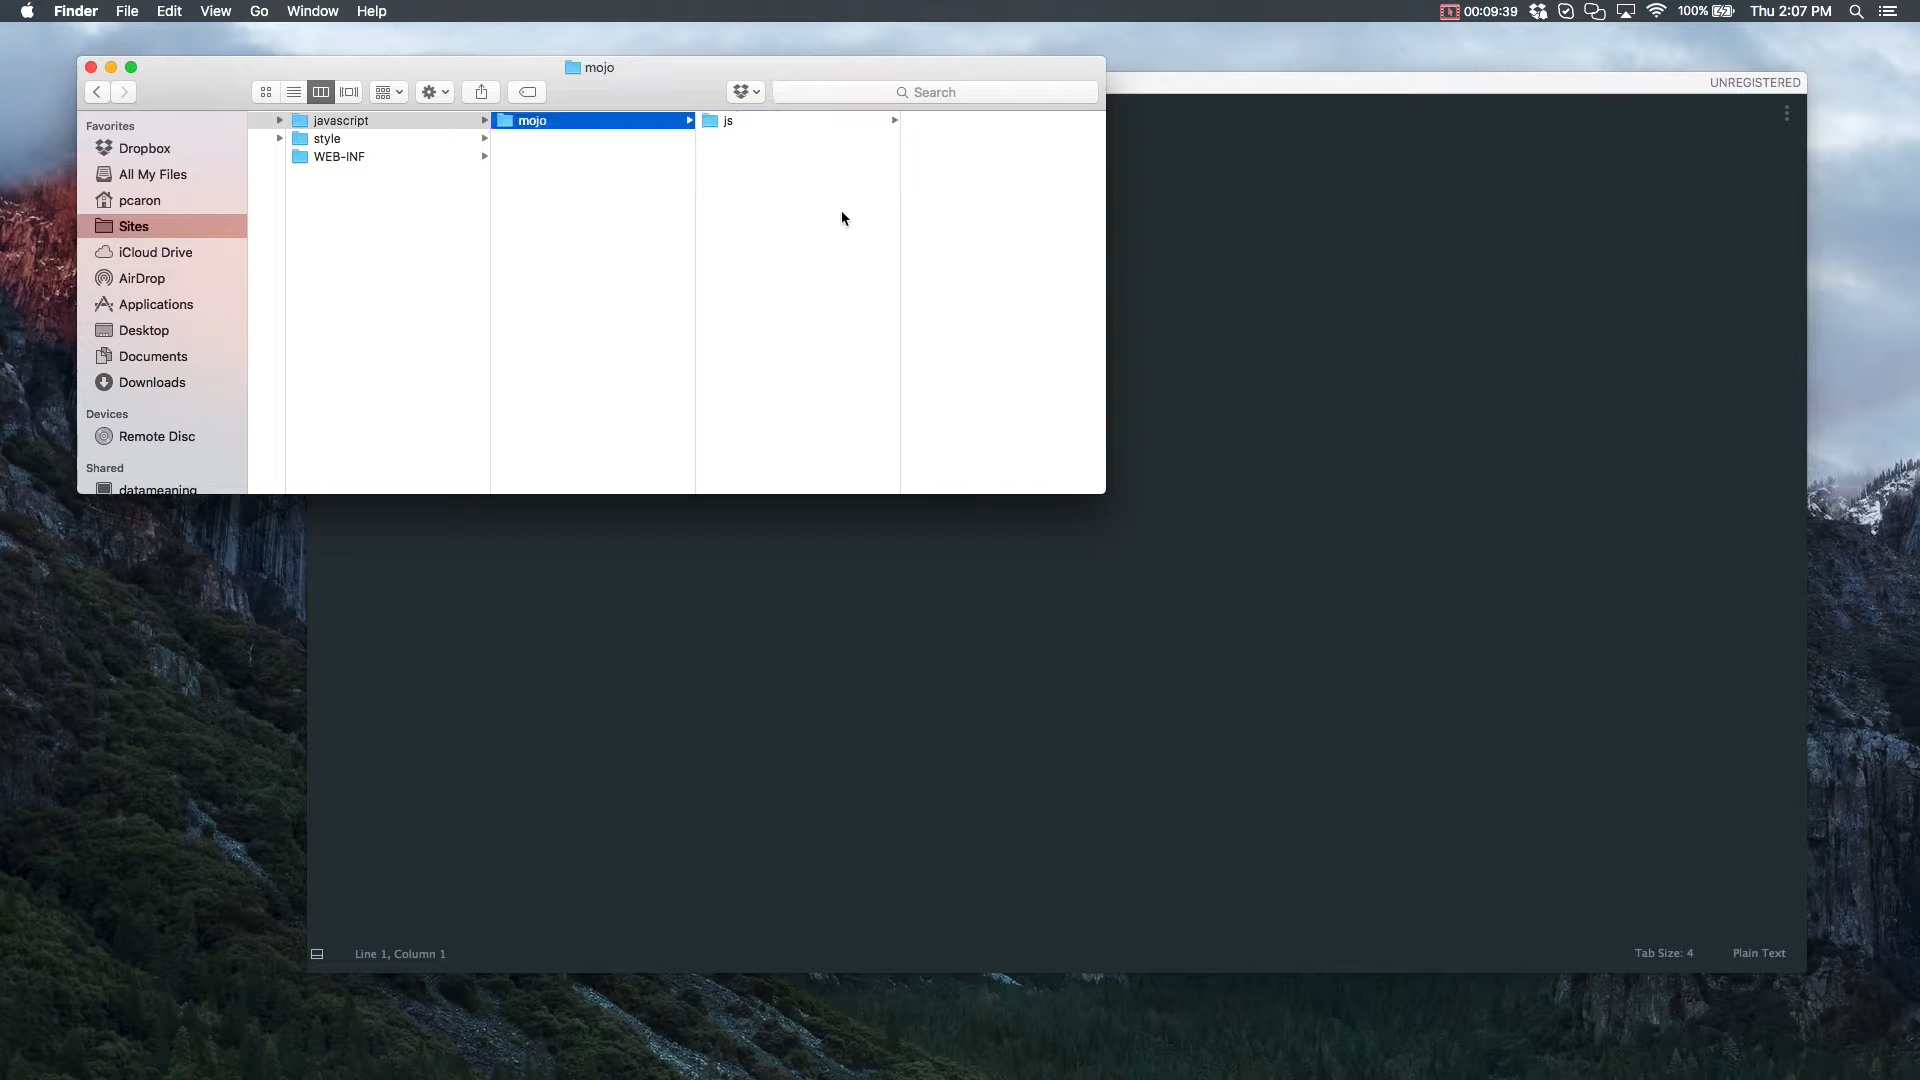 Finder File Edit View Go Window Help 00:09:39 100% Thu 2:07 PM
mojo
UNREGISTERED
Search
Favorites
Dropbox
All My Files
pcaron
Sites
iCloud Drive
AirDrop
Applications
Desktop
Documents
Downloads
Devices
Remote Disc
Shared
datameaning
javascript
style
WEB-INF
mojo
js
Line 1, Column 1
Tab Size: 4
Plain Text